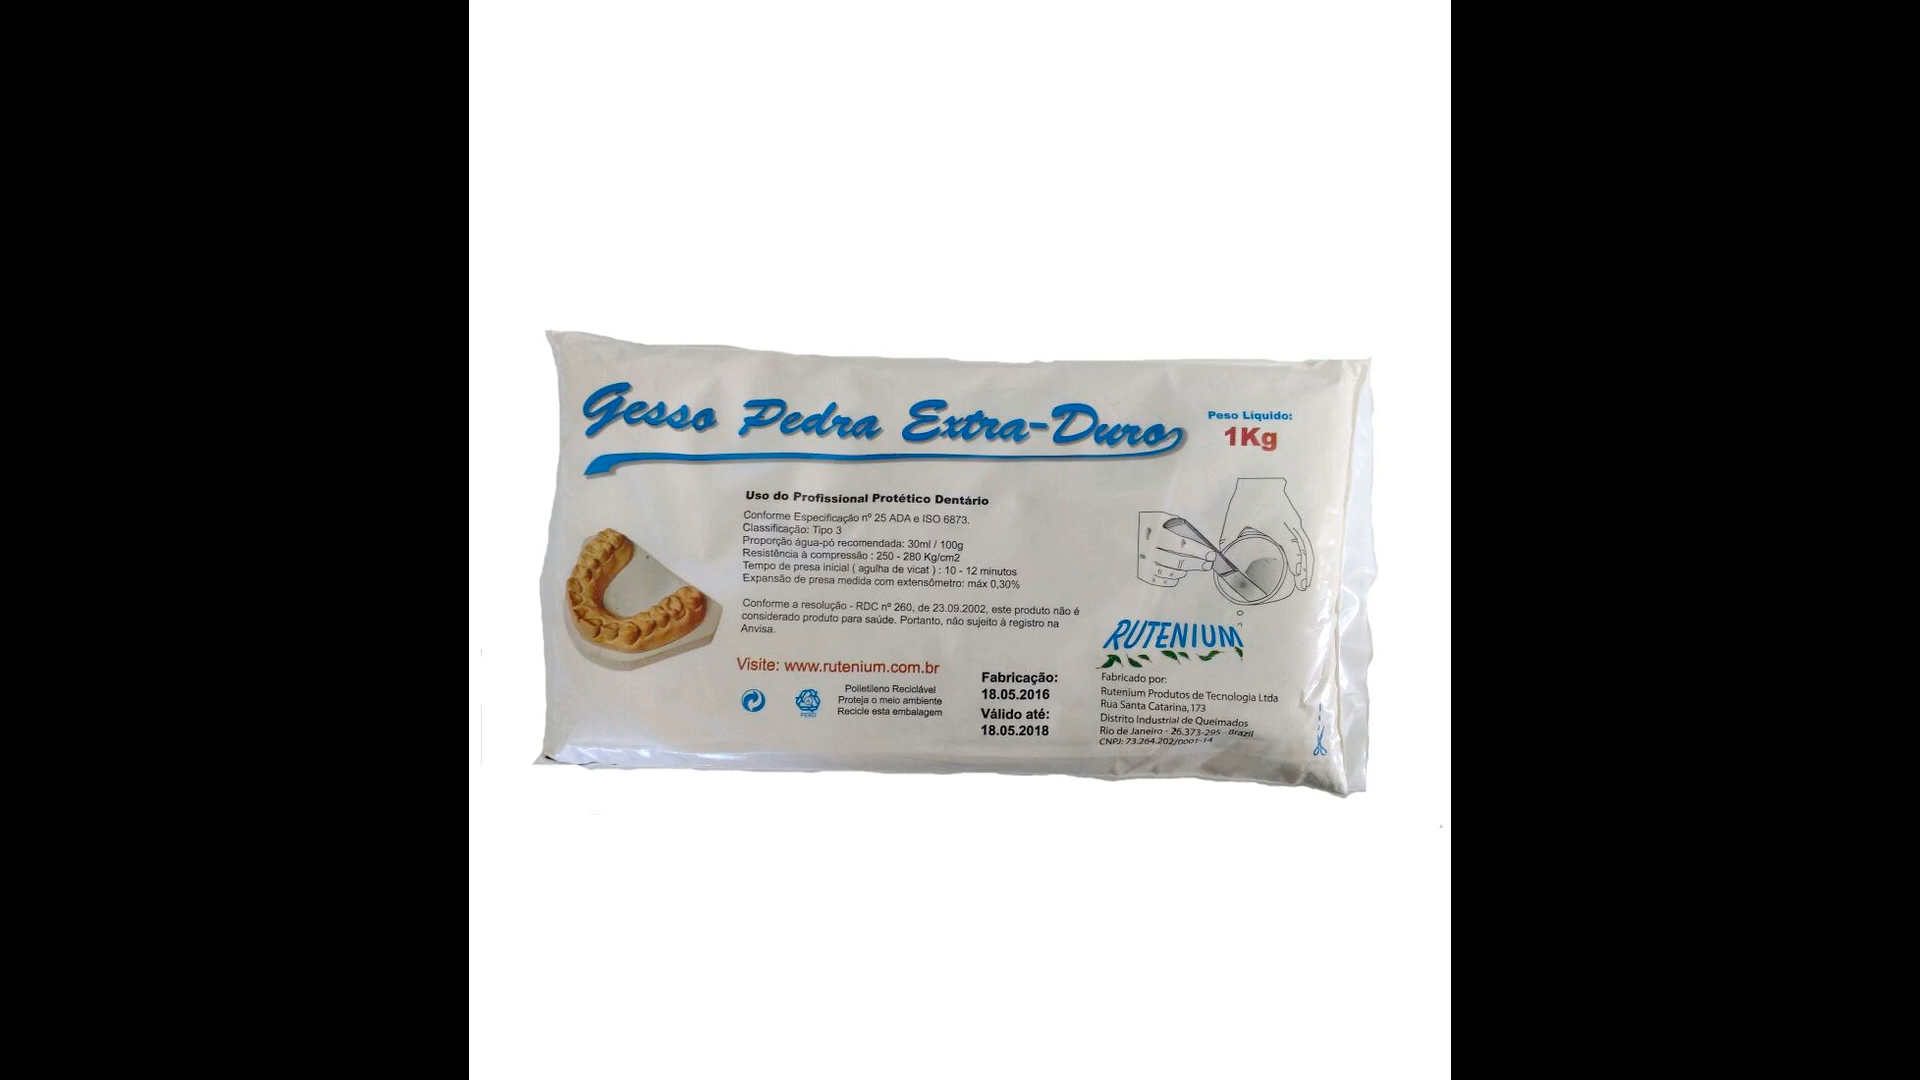 Gesso Pedra Extra-Duro
Peso Líquido:
1Kg
Uso do Profissional Protético Dentário
Conforme Especificação nº 25 ADA e ISO 6873.
Classificação: Tipo 3
Proporção água-pó recomendada: 30ml / 100g
Resistência à compressão : 250 - 280 Kg/cm2
Tempo de presa inicial ( agulha de vicat ) : 10 - 12 minutos
Expansão de presa medida com extensômetro: máx 0,30%
Conforme a resolução - RDC nº 260, de 23.09.2002, este produto não é
considerado produto para saúde. Portanto, não sujeito à registro na
Anvisa.
Visite: www.rutenium.com.br
Polietileno Reciclável
Proteja o meio ambiente
Recicle esta embalagem
Fabricação:
18.05.2016
Válido até:
18.05.2018
RUTENIUM
Fabricado por:
Rutenium Produtos de Tecnologia Ltda
Rua Santa Catarina, 173
Distrito Industrial de Queimados
Rio de Janeiro - 26.373-295 - Brazil
CNPJ: 73.264.202/0001-14